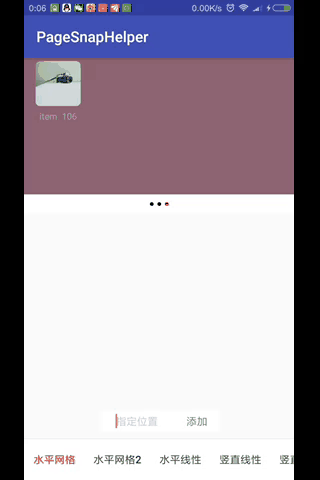 0:06 0.00K/s
PageSnapHelper
item 106
指定位置 添加
水平网格 水平网格2 水平线性 竖直线性 竖直